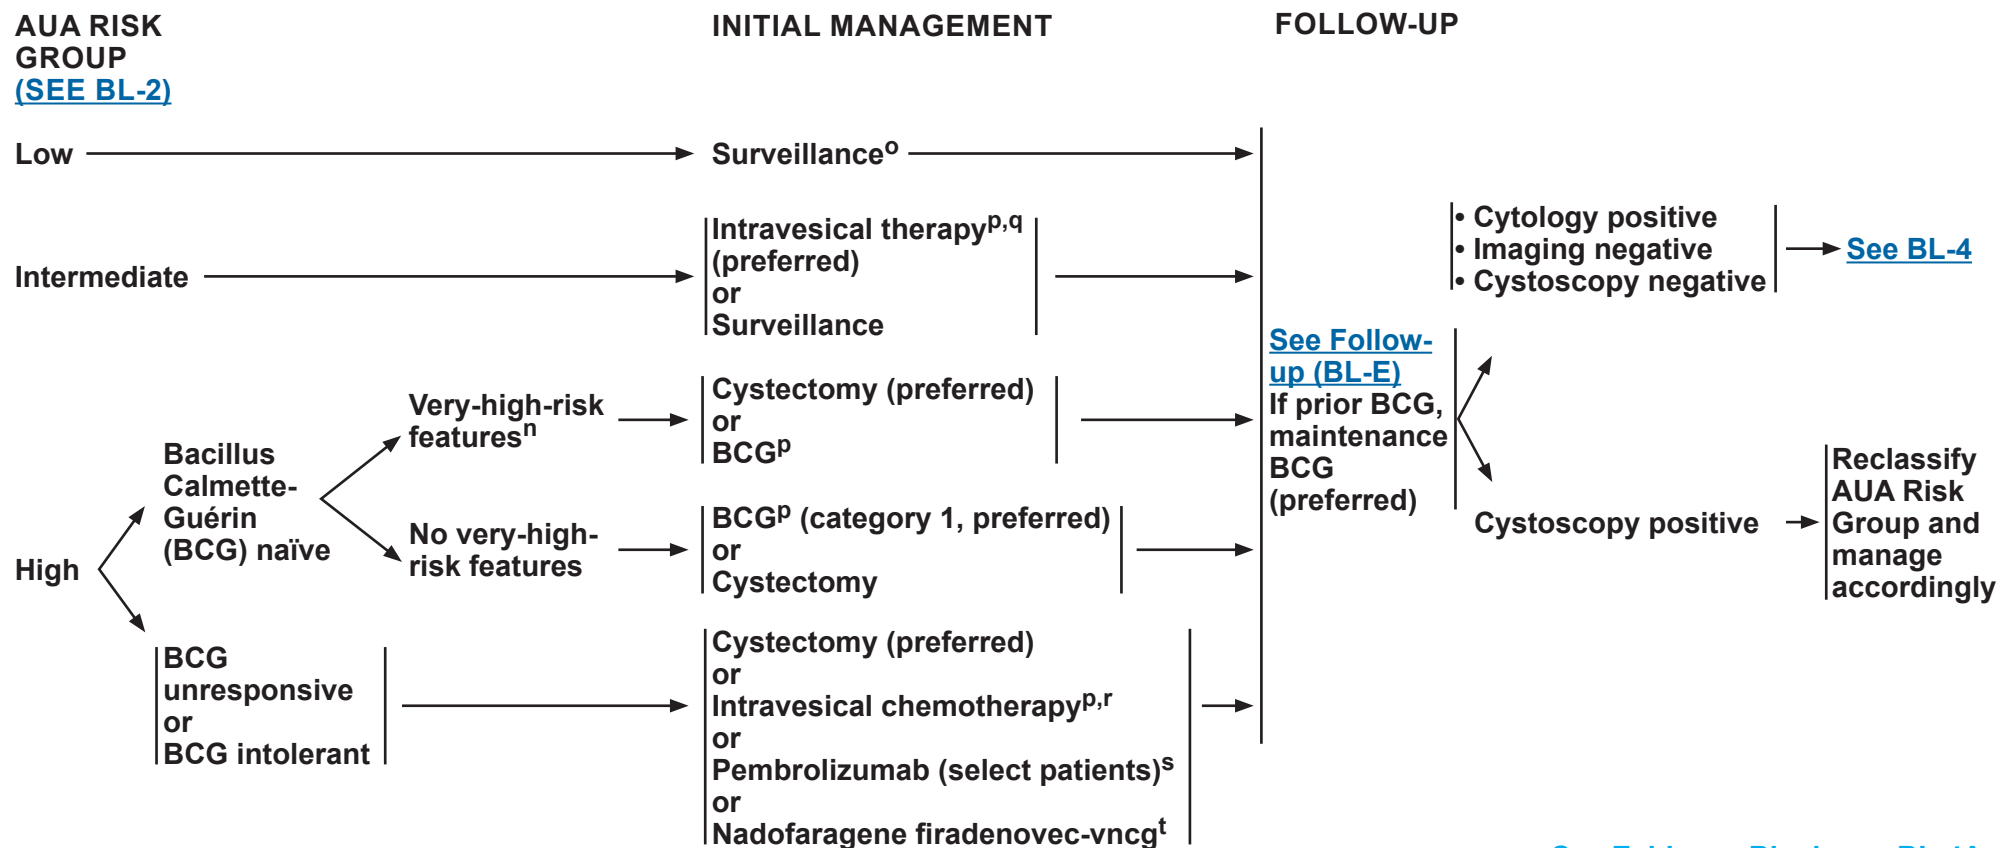 AUA RISK
GROUP
(SEE BL-2)
INITIAL MANAGEMENT
FOLLOW-UP
Low
Surveillanceᵒ
Intermediate
Intravesical therapyᵖ,q
(preferred)
or
Surveillance
High
Bacillus
Calmette-
Guérin
(BCG) naïve
Very-high-risk
featuresⁿ
Cystectomy (preferred)
or
BCGᵖ
No very-high-
risk features
BCGᵖ (category 1, preferred)
or
Cystectomy
BCG
unresponsive
or
BCG intolerant
Cystectomy (preferred)
or
Intravesical chemotherapyᵖ,ʳ
or
Pembrolizumab (select patients)ˢ
or
Nadofaragene firadenovec-vncgᵗ
See Follow-
up (BL-E)
If prior BCG,
maintenance
BCG
(preferred)
• Cytology positive
• Imaging negative
• Cystoscopy negative
See BL-4
Cystoscopy positive
Reclassify
AUA Risk
Group and
manage
accordingly